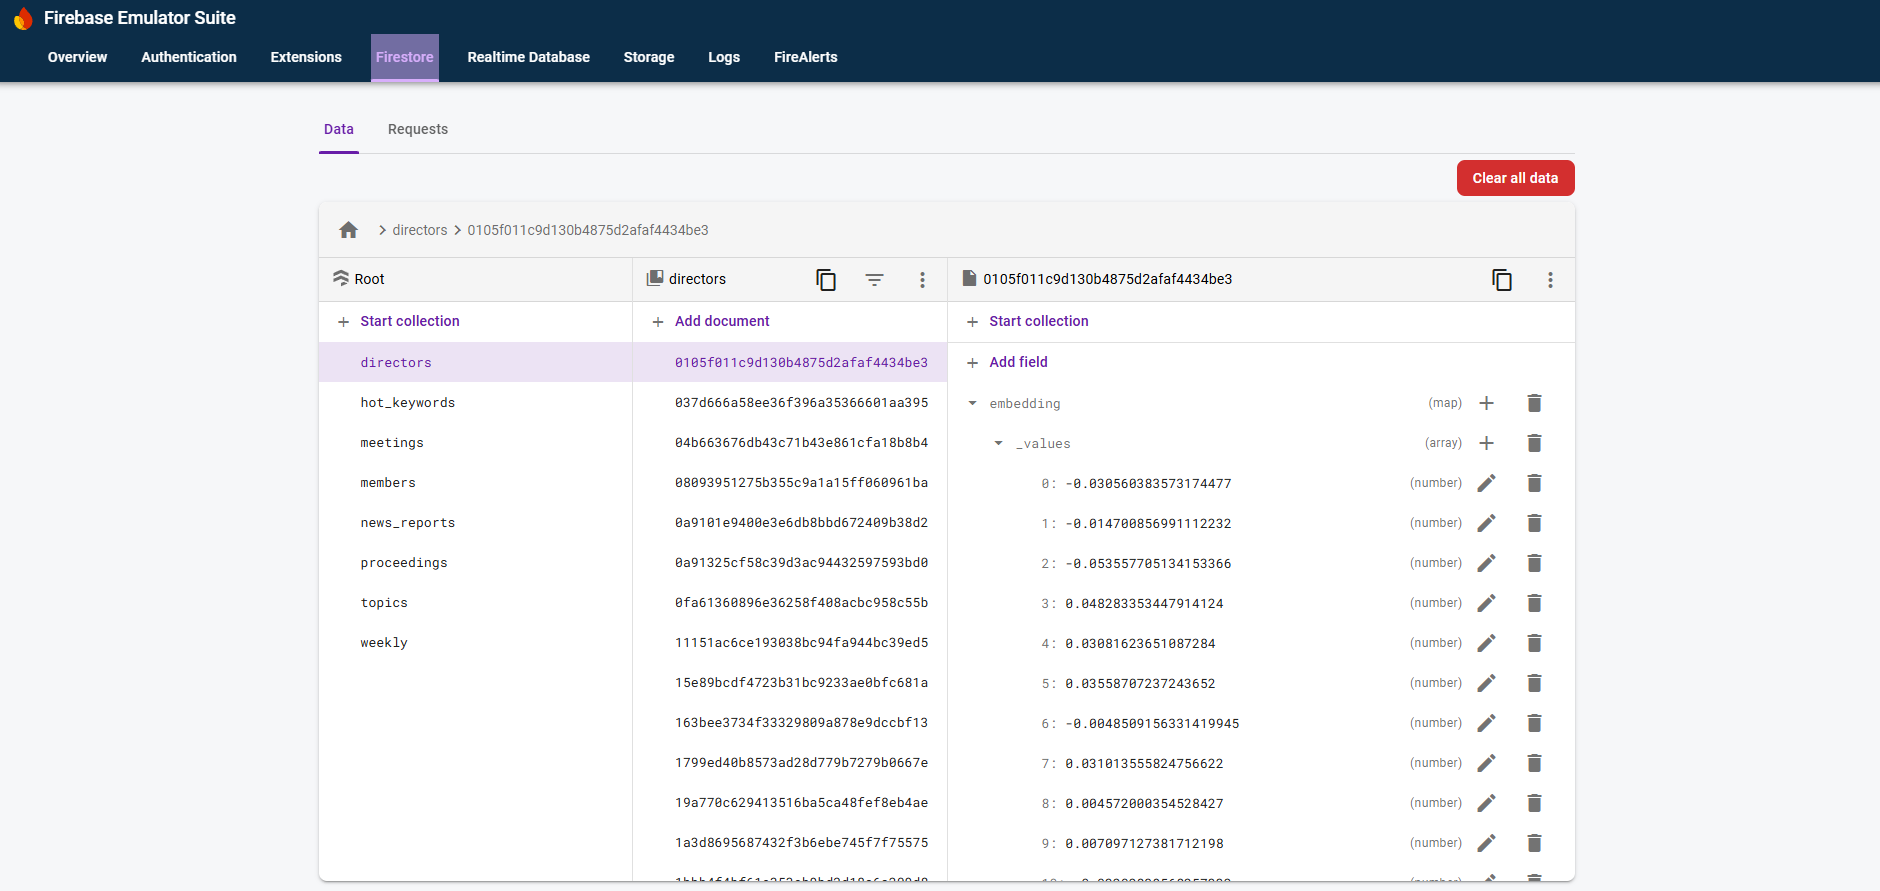 Firebase Emulator Suite
Overview Authentication Extensions Firestore Realtime Database Storage Logs FireAlerts
Data Requests
Clear all data
directors 0105f011c9d130b4875d2afaf4434be3
Root directors 0105f011c9d130b4875d2afaf4434be3
Start collection Add document Start collection
directors 0105f011c9d130b4875d2afaf4434be3 Add field
hot_keywords 037d666a58ee36f396a35366601aa395 embedding (map)
meetings 04b663676db43c71b43e861cfa18b8b4 _values (array)
members 08093951275b355c9a1a15ff060961ba 0: -0.030560383573174477 (number)
news_reports 0a9101e9400e3e6db8bbd672409b38d2 1: -0.014700856991112232 (number)
proceedings 0a91325cf58c39d3ac94432597593bd0 2: -0.053557705134153366 (number)
topics 0fa61360896e36258f408acbc958c55b 3: 0.048283353447914124 (number)
weekly 11151ac6ce193038bc94fa944bc39ed5 4: 0.03081623651087284 (number)
15e89bcdf4723b31bc9233ae0bfc681a 5: 0.03558707237243652 (number)
163bee3734f33329809a878e9dccbf13 6: -0.0048509156331419945 (number)
1799ed40b8573ad28d779b7279b0667e 7: 0.031013555824756622 (number)
19a770c629413516ba5ca48fef8eb4ae 8: 0.004572000354528427 (number)
1a3d8695687432f3b6ebe745f7f75575 9: 0.007097127381712198 (number)